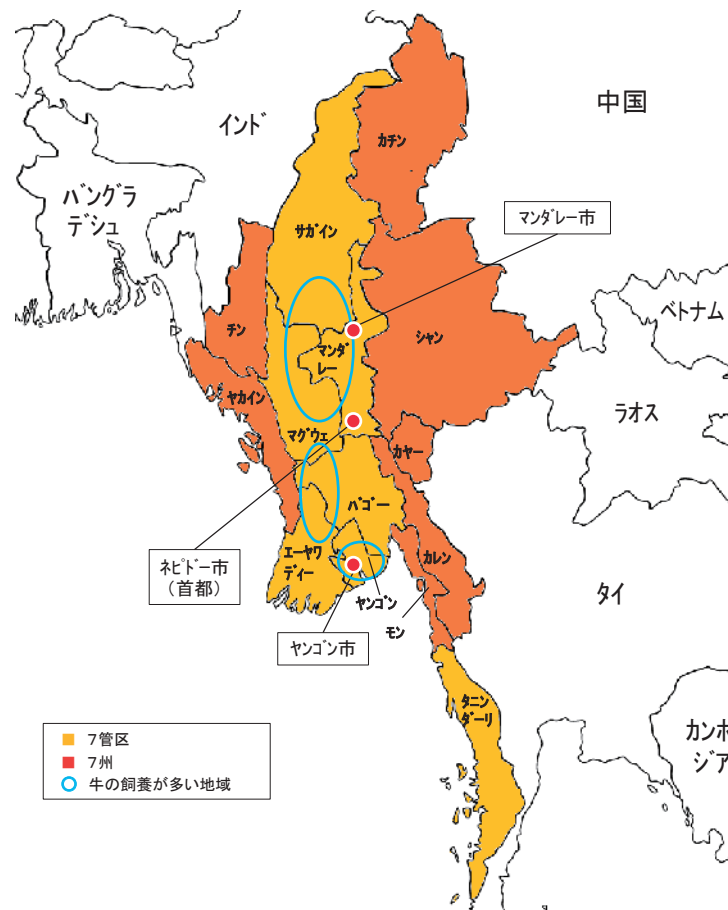 中国
インド
カチン
バングラ
デシュ
マンダレー市
サガイン
ベトナム
チン
マンダ
レー
シャン
ヤカイン
ラオス
マグウェ
カヤー
バゴー
エーヤワ
ディー
カレン
ネピドー市
(首都)
ヤンゴン
タイ
モン
ヤンゴン市
タニン
ダーリ
カンボ
ジア
7管区
7州
牛の飼養が多い地域